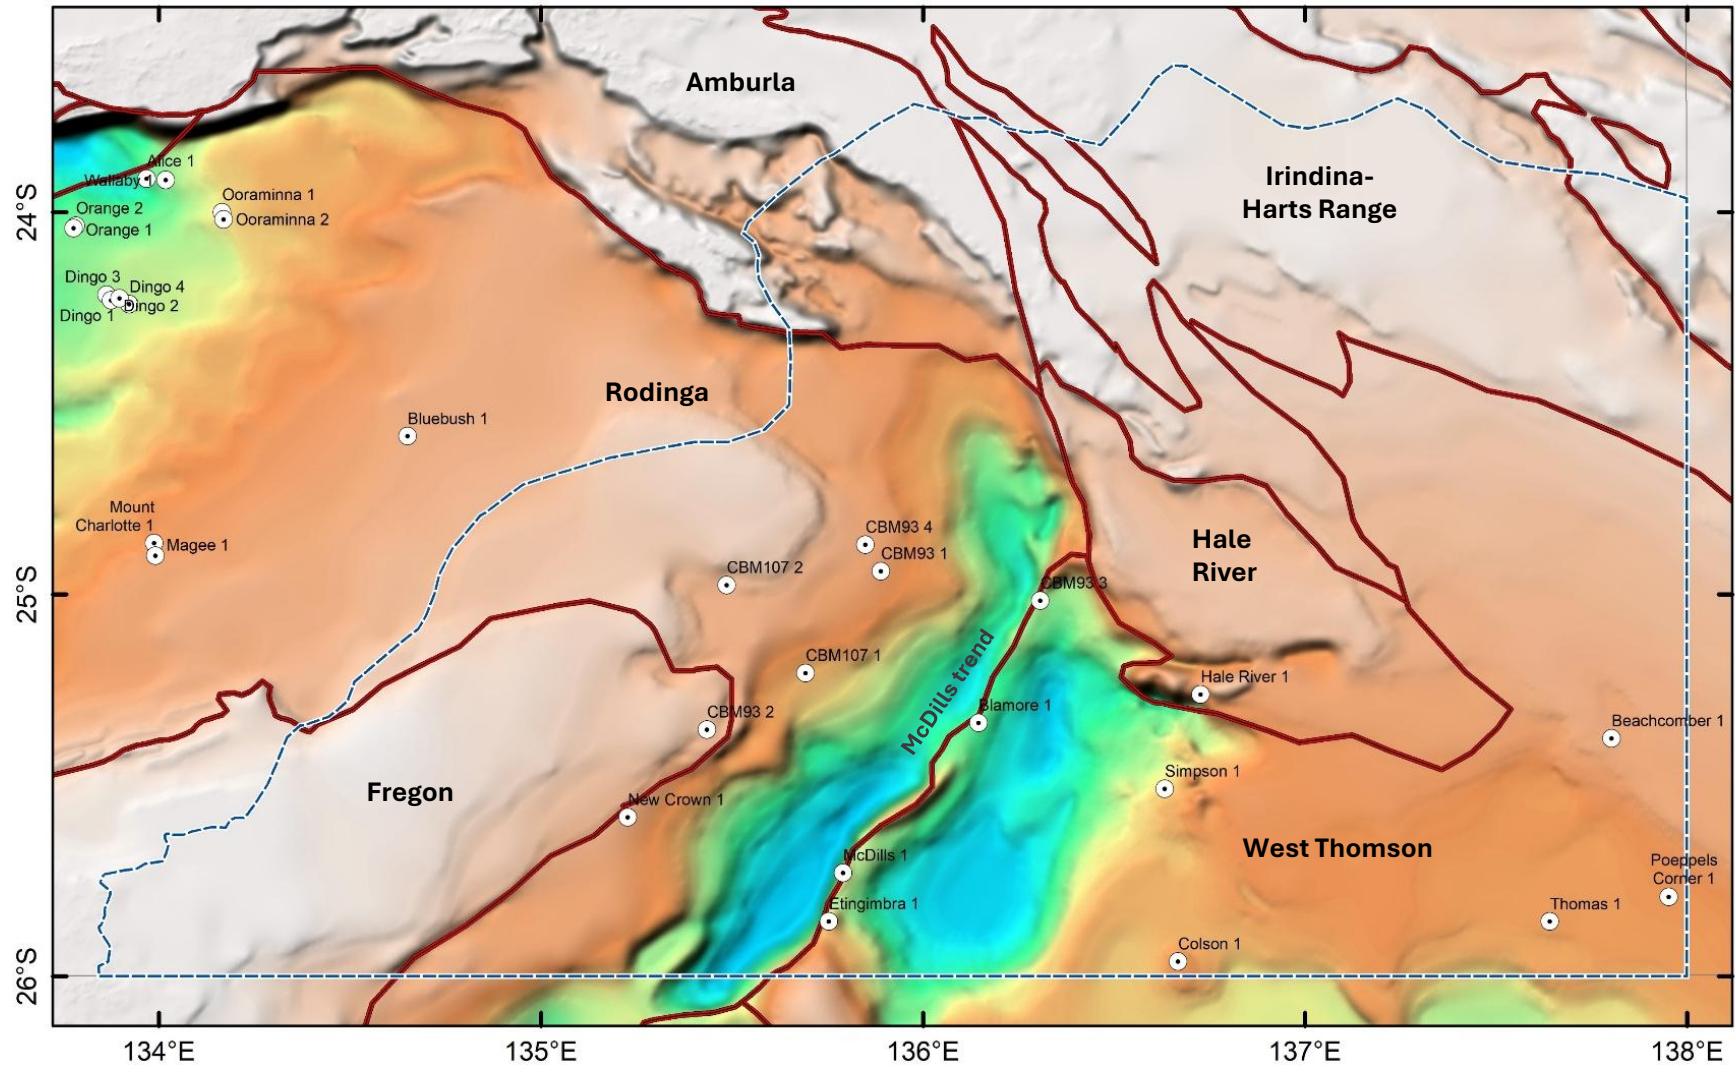 Amburla
Alice 1
Wallaby 1
Irindina-
Harts Range
Ooraminna 1
Orange 2
Ooraminna 2
Orange 1
24°S
Dingo 3
Dingo 4
Dingo 2
Dingo 1
Rodinga
Bluebush 1
Mount
Charlotte 1
Magee 1
CBM93 4
CBM93 1
Hale
River
CBM107 2
CBM93 3
25°S
McDills trend
CBM107 1
Hale River 1
CBM93 2
Blamore 1
Beachcomber 1
Simpson 1
Fregon
New Crown 1
West Thomson
McDills 1
Poeppels
Corner 1
Etingimbra 1
Thomas 1
Colson 1
26°S
134°E
135°E
136°E
137°E
138°E